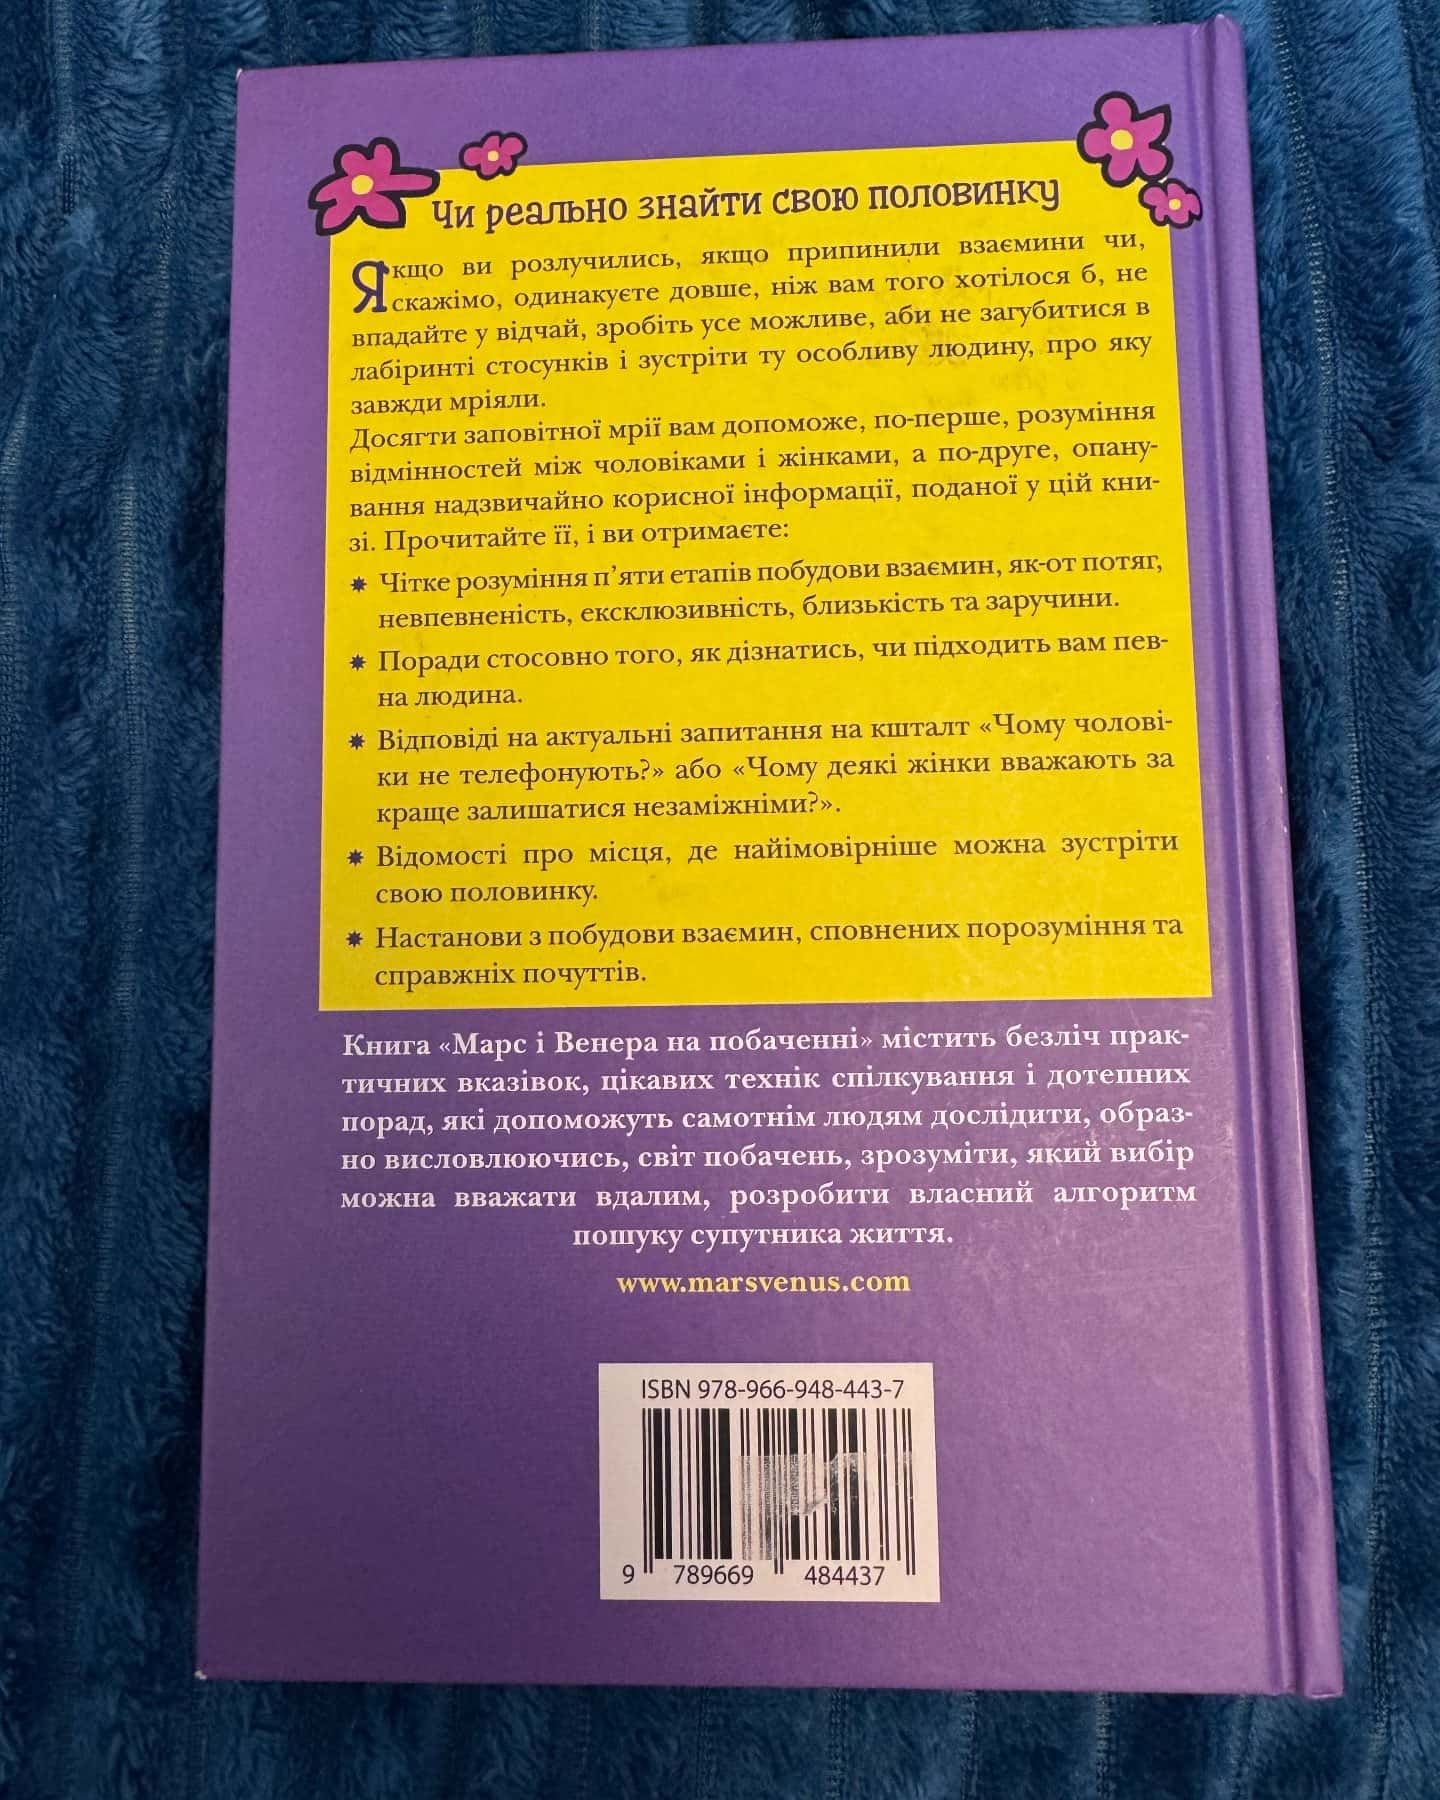 Чи реально знайти свою половинку
Якщо ви розлучились, якщо припинили взаємини чи,
скажімо, одинакуєте довше, ніж вам того хотілося б, не
впадайте у відчай, зробіть усе можливе, аби не загубитися в
лабіринті стосунків і зустріти ту особливу людину, про яку
завжди мріяли.
Досягти заповітної мрії вам допоможе, по-перше, розуміння
відмінностей між чоловіками і жінками, а по-друге, опану-
вання надзвичайно корисної інформації, поданої у цій кни-
зі. Прочитайте її, і ви отримаєте:
✷ Чітке розуміння п’яти етапів побудови взаємин, як-от потяг,
невпевненість, ексклюзивність, близькість та заручини.
✷ Поради стосовно того, як дізнатись, чи підходить вам пев-
на людина.
✷ Відповіді на актуальні запитання на кшталт «Чому чолові-
ки не телефонують?» або «Чому деякі жінки вважають за
краще залишатися незаміжніми?».
✷ Відомості про місця, де найімовірніше можна зустріти
свою половинку.
✷ Настанови з побудови взаємин, сповнених порозуміння та
справжніх почуттів.
Книга «Марс і Венера на побаченні» містить безліч прак-
тичних вказівок, цікавих технік спілкування і дотепних
порад, які допоможуть самотнім людям дослідити, образ-
но висловлюючись, світ побачень, зрозуміти, який вибір
можна вважати вдалим, розробити власний алгоритм
пошуку супутника життя.
www.marsvenus.com
ISBN 978-966-948-443-7
9 789669 484437